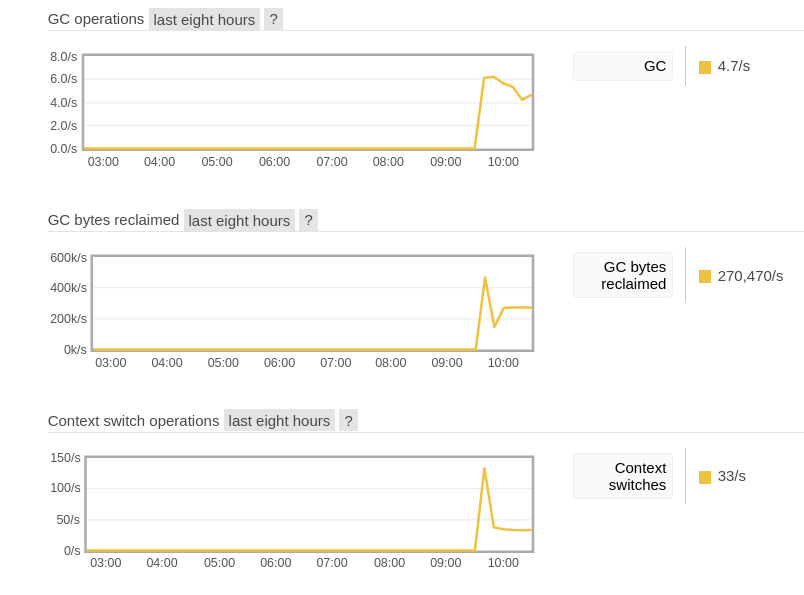 GC operations last eight hours ?
8.0/s
6.0/s
4.0/s
2.0/s
0.0/s
03:00 04:00 05:00 06:00 07:00 08:00 09:00 10:00
GC 4.7/s
GC bytes reclaimed last eight hours ?
600k/s
400k/s
200k/s
0k/s
03:00 04:00 05:00 06:00 07:00 08:00 09:00 10:00
GC bytes
reclaimed
270,470/s
Context switch operations last eight hours ?
150/s
100/s
50/s
0/s
03:00 04:00 05:00 06:00 07:00 08:00 09:00 10:00
Context
switches
33/s